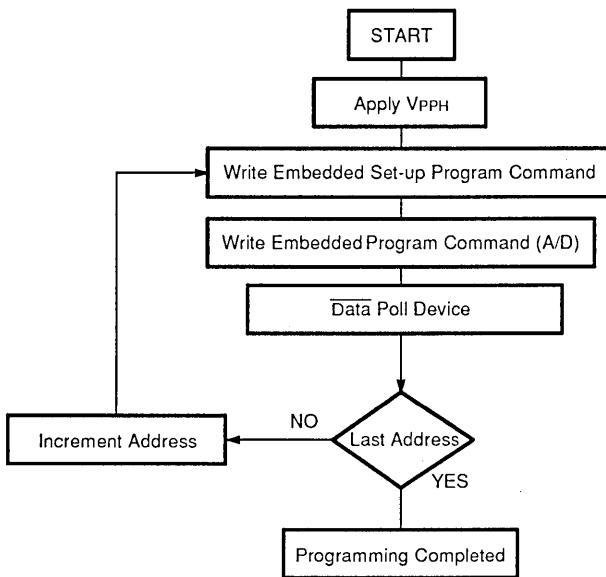 START
Apply VPPH
Write Embedded Set-up Program Command
Write Embedded Program Command (A/D)
Data Poll Device
Last Address
NO
Increment Address
YES
Programming Completed